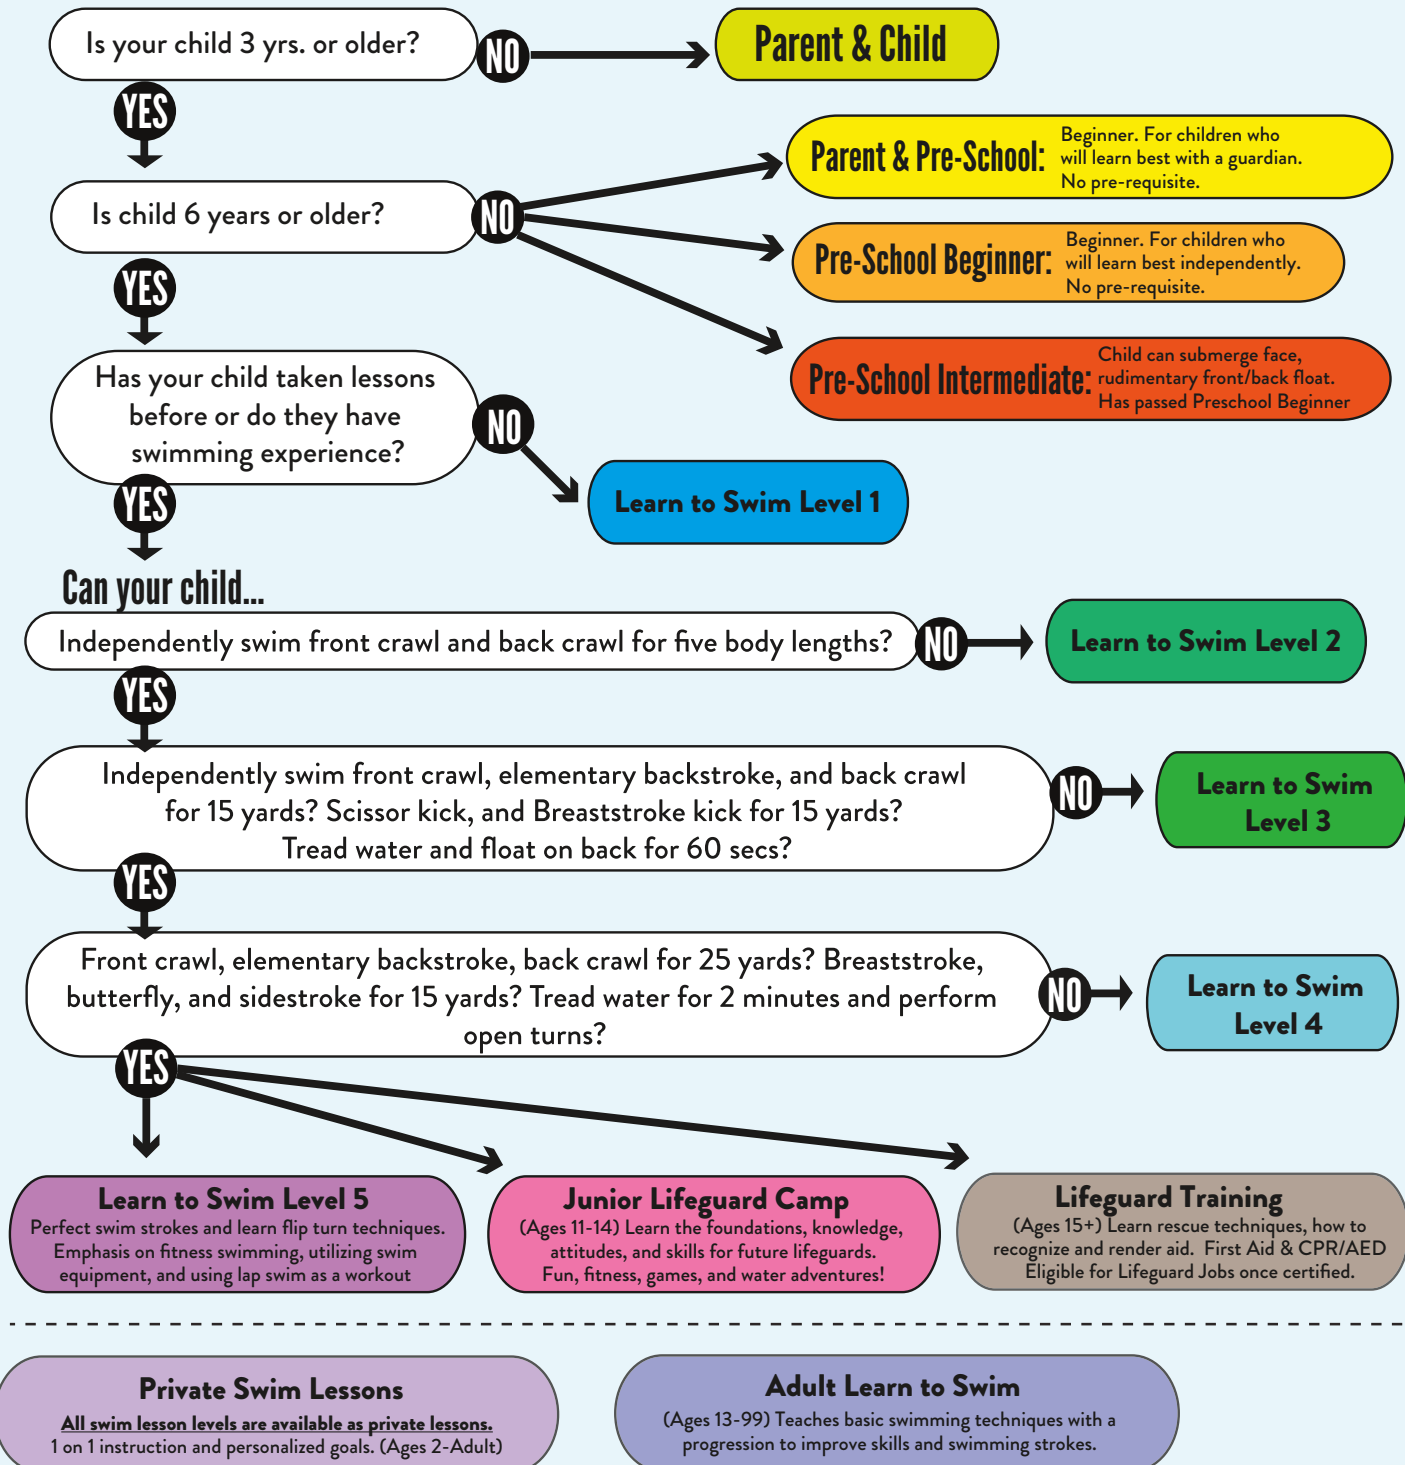 Is your child 3 yrs. or older?
NO
Parent & Child
YES
Is child 6 years or older?
NO
Parent & Pre-School:
Beginner. For children who
will learn best with a guardian.
No pre-requisite.
Pre-School Beginner:
Beginner. For children who
will learn best independently.
No pre-requisite.
Pre-School Intermediate:
Child can submerge face,
rudimentary front/back float.
Has passed Preschool Beginner
YES
Has your child taken lessons
before or do they have
swimming experience?
NO
Learn to Swim Level 1
YES
Can your child...
Independently swim front crawl and back crawl for five body lengths?
NO
Learn to Swim Level 2
YES
Independently swim front crawl, elementary backstroke, and back crawl
for 15 yards? Scissor kick, and Breaststroke kick for 15 yards?
Tread water and float on back for 60 secs?
NO
Learn to Swim
Level 3
YES
Front crawl, elementary backstroke, back crawl for 25 yards? Breaststroke,
butterfly, and sidestroke for 15 yards? Tread water for 2 minutes and perform
open turns?
NO
Learn to Swim
Level 4
YES
Learn to Swim Level 5
Perfect swim strokes and learn flip turn techniques.
Emphasis on fitness swimming, utilizing swim
equipment, and using lap swim as a workout
Junior Lifeguard Camp
(Ages 11-14) Learn the foundations, knowledge,
attitudes, and skills for future lifeguards.
Fun, fitness, games, and water adventures!
Lifeguard Training
(Ages 15+) Learn rescue techniques, how to
recognize and render aid. First Aid & CPR/AED
Eligible for Lifeguard Jobs once certified.
Private Swim Lessons
All swim lesson levels are available as private lessons.
1 on 1 instruction and personalized goals. (Ages 2-Adult)
Adult Learn to Swim
(Ages 13-99) Teaches basic swimming techniques with a
progression to improve skills and swimming strokes.